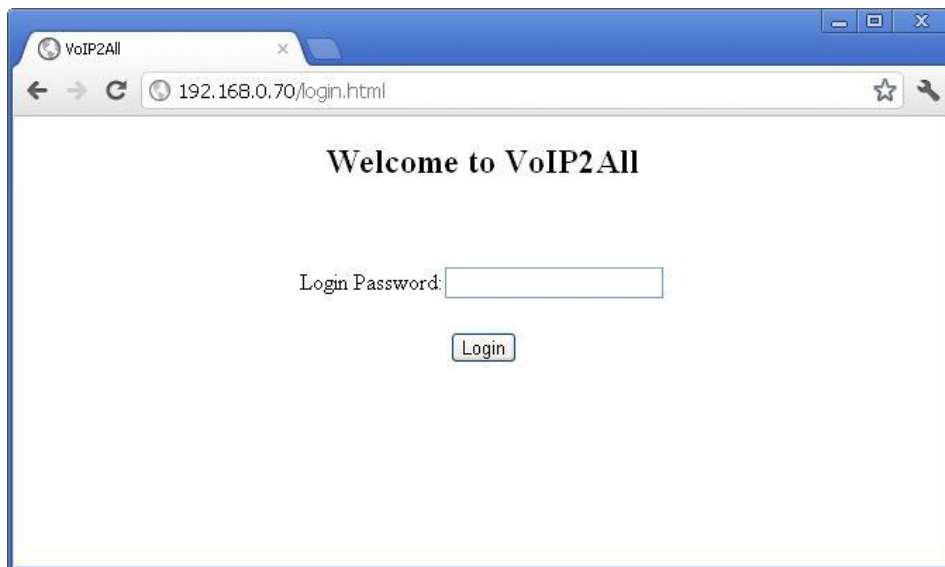 VoIP2All
192.168.0.70/login.html
Welcome to VoIP2All
Login Password:
Login